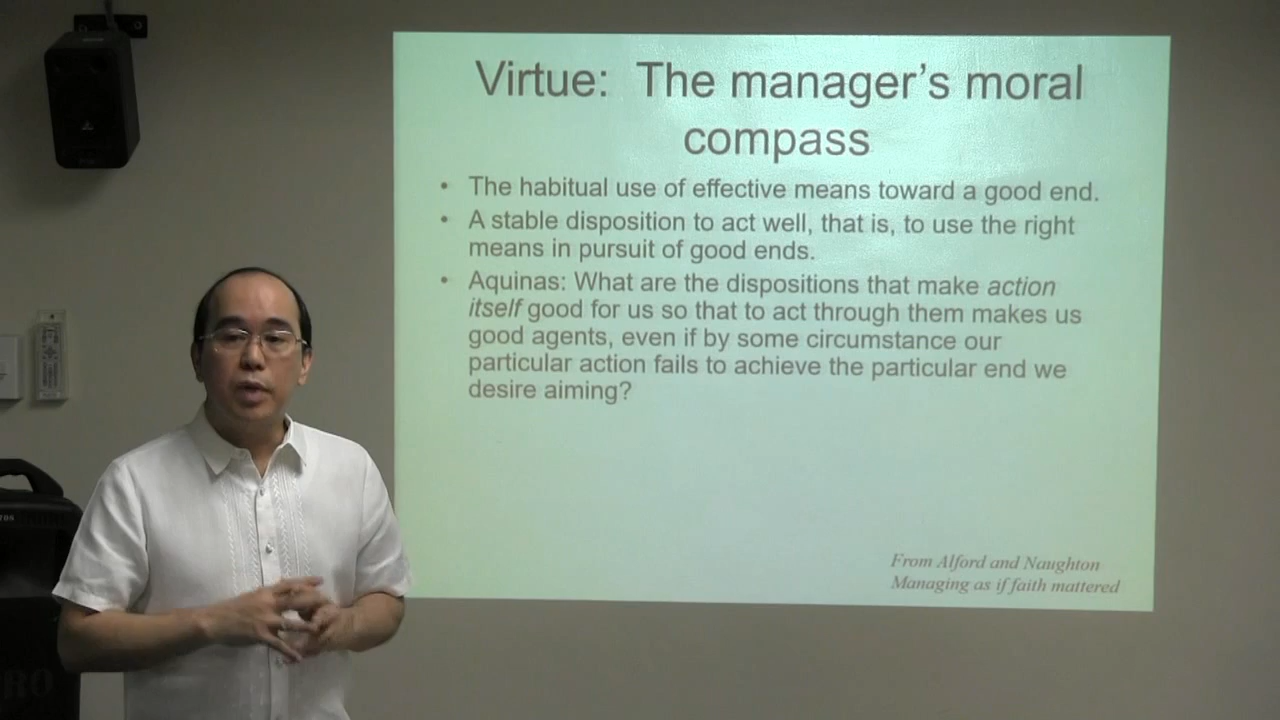 Virtue: The manager's moral
compass
• The habitual use of effective means toward a good end.
• A stable disposition to act well, that is, to use the right
means in pursuit of good ends.
• Aquinas: What are the dispositions that make action
itself good for us so that to act through them makes us
good agents, even if by some circumstance our
particular action fails to achieve the particular end we
desire aiming?
From Alford and Naughton
Managing as if faith mattered